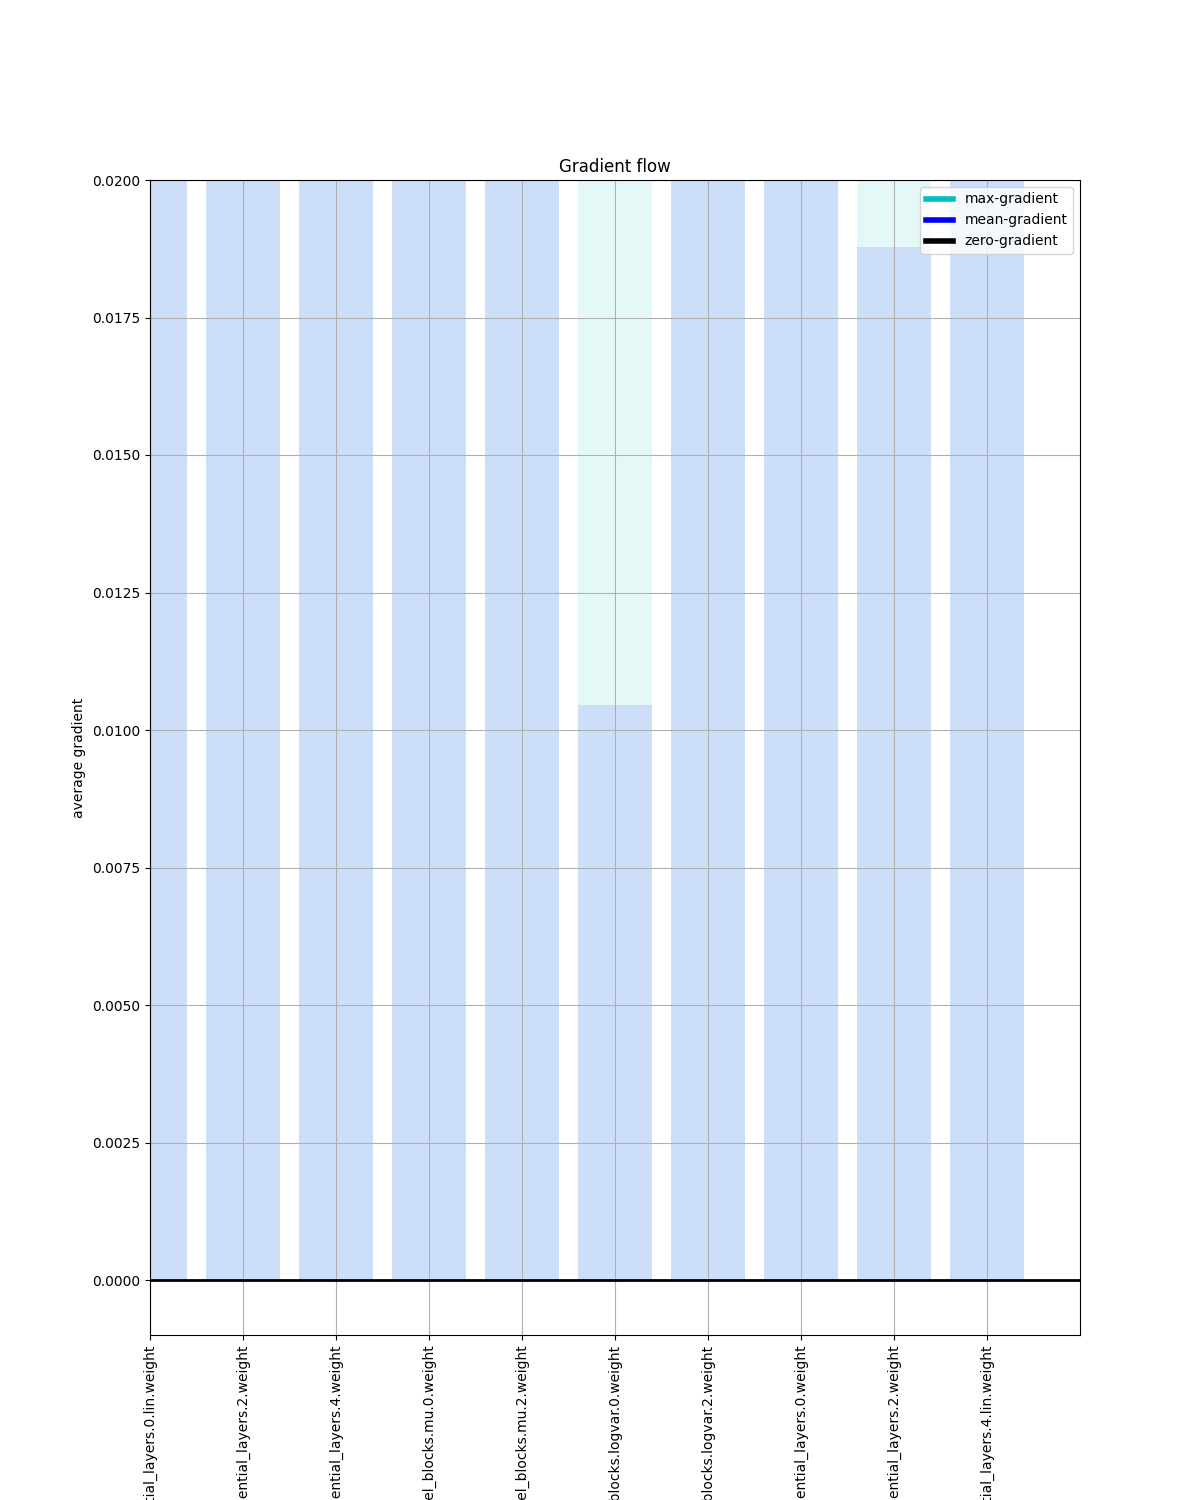 Gradient flow
max-gradient
mean-gradient
zero-gradient
0.0200
0.0175
0.0150
0.0125
0.0100
0.0075
0.0050
0.0025
0.0000
average gradient
tial_layers.0.lin.weight
ential_layers.2.weight
ential_layers.4.weight
el_blocks.mu.0.weight
el_blocks.mu.2.weight
blocks.logvar.0.weight
blocks.logvar.2.weight
ential_layers.0.weight
ential_layers.2.weight
tial_layers.4.lin.weight